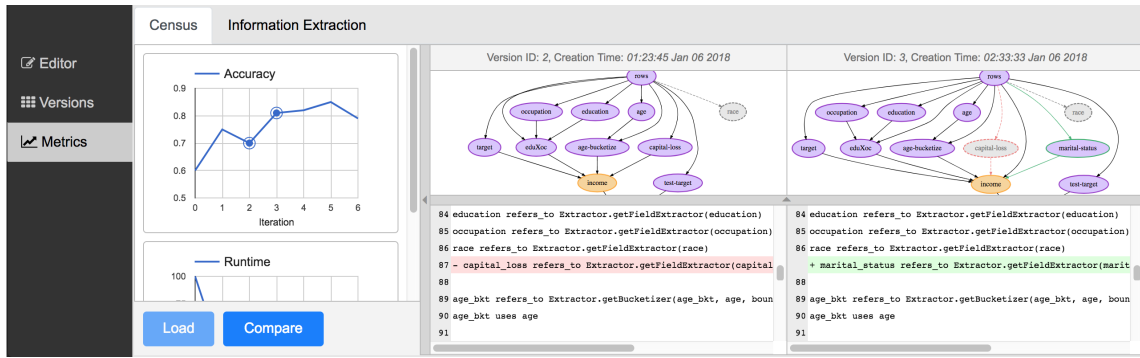 Census Information Extraction
Editor
Versions
Metrics
Accuracy
0.9
0.8
0.7
0.6
0.5
0 1 2 3 4 5 6
Iteration
Runtime
100
Load Compare
Version ID: 2, Creation Time: 01:23:45 Jan 06 2018
rows
occupation education age race
target eduXoc age-bucketize capital-loss
income test-target
84 education refers_to Extractor.getFieldExtractor(education)
85 occupation refers_to Extractor.getFieldExtractor(occupation)
86 race refers_to Extractor.getFieldExtractor(race)
87 - capital_loss refers_to Extractor.getFieldExtractor(capital
88
89 age_bkt refers_to Extractor.getBucketizer(age_bkt, age, boun
90 age_bkt uses age
91
Version ID: 3, Creation Time: 02:33:33 Jan 06 2018
rows
occupation education age race
target eduXoc age-bucketize capital-loss marital-status
income test-target
84 education refers_to Extractor.getFieldExtractor(education)
85 occupation refers_to Extractor.getFieldExtractor(occupation)
86 race refers_to Extractor.getFieldExtractor(race)
+ marital_status refers_to Extractor.getFieldExtractor(marit
88
89 age_bkt refers_to Extractor.getBucketizer(age_bkt, age, boun
90 age_bkt uses age
91